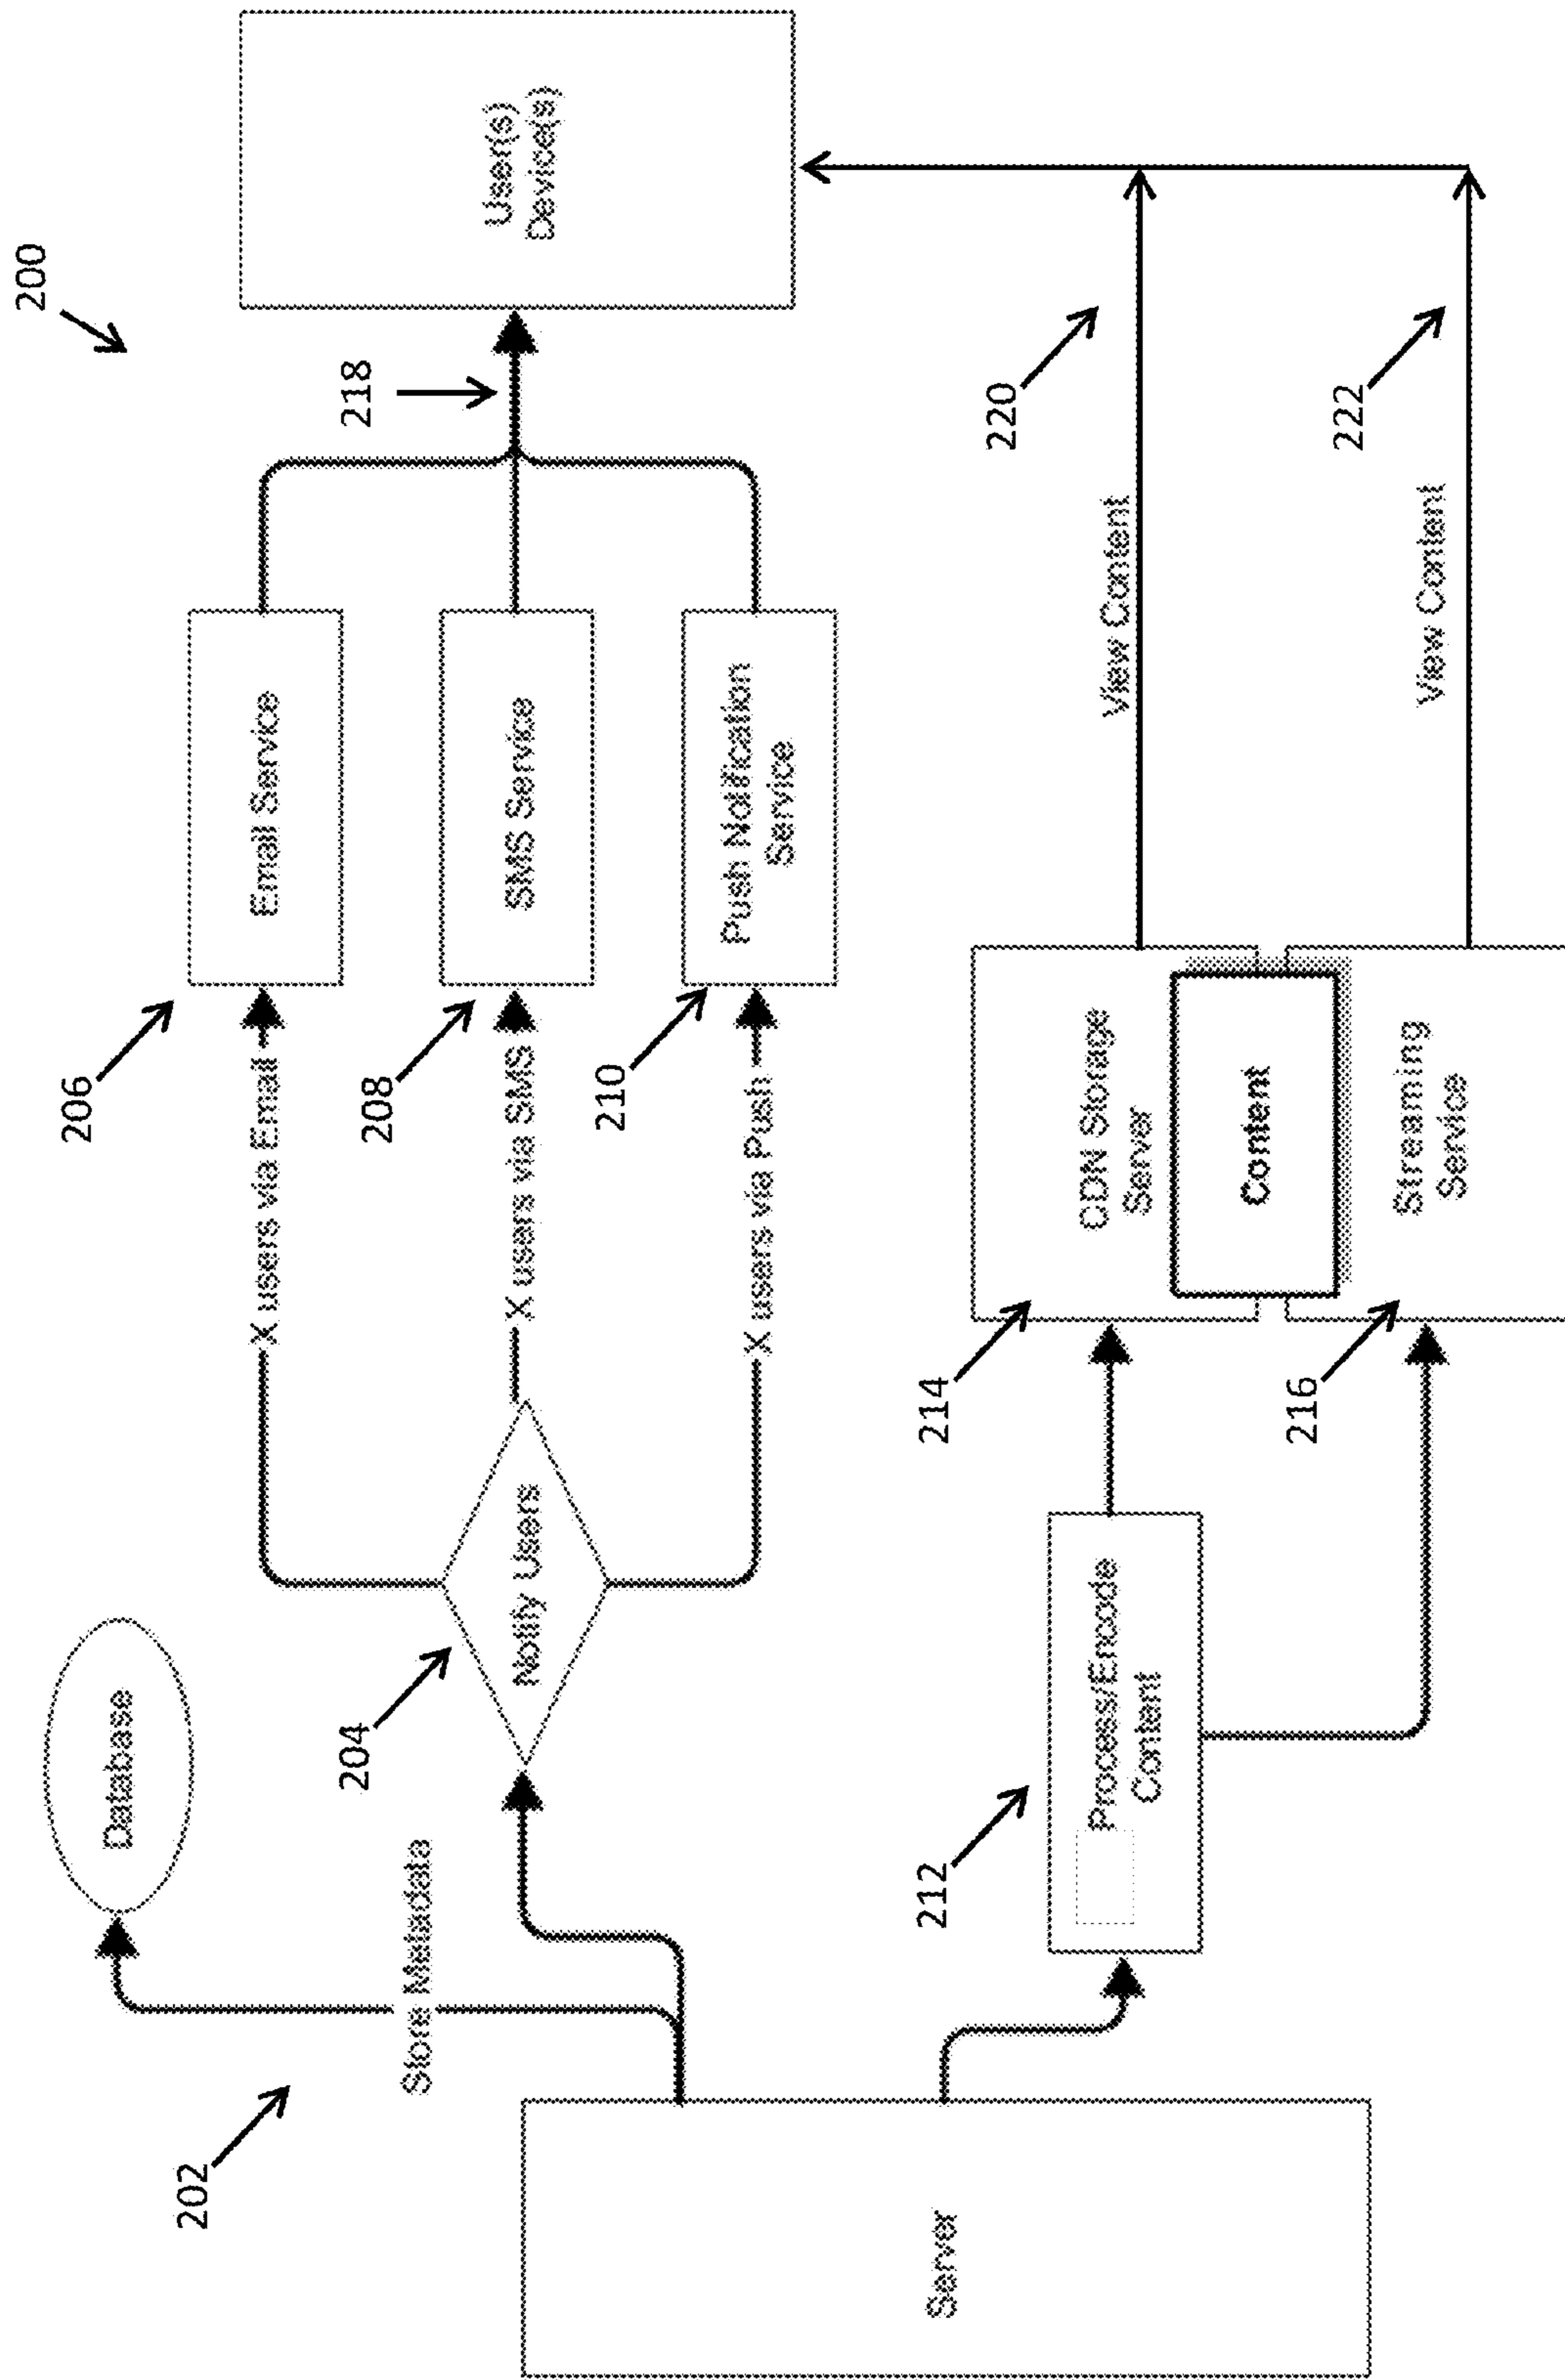 200
202
Store Metadata
Database
Server
204
Notify Users
X users via Email
X users via SMS
X users via Push
206
Email Service
208
SMS Service
210
Push Notification
Service
218
User(s)
Device(s)
212
Process/Encode
Content
214
CDN Storage
Server
Content
216
Streaming
Service
View Content
220
View Content
222